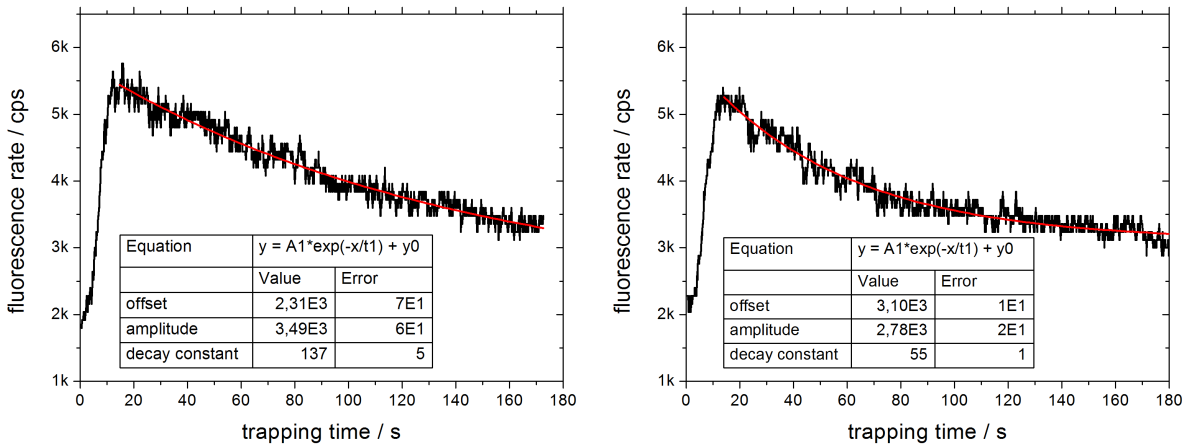 6k
5k
4k
3k
2k
1k
fluorescence rate / cps
Equation y = A1*exp(-x/t1) + y0
Value Error
offset 2,31E3 7E1
amplitude 3,49E3 6E1
decay constant 137 5
0 20 40 60 80 100 120 140 160 180
trapping time / s
6k
5k
4k
3k
2k
1k
fluorescence rate / cps
Equation y = A1*exp(-x/t1) + y0
Value Error
offset 3,10E3 1E1
amplitude 2,78E3 2E1
decay constant 55 1
0 20 40 60 80 100 120 140 160 180
trapping time / s